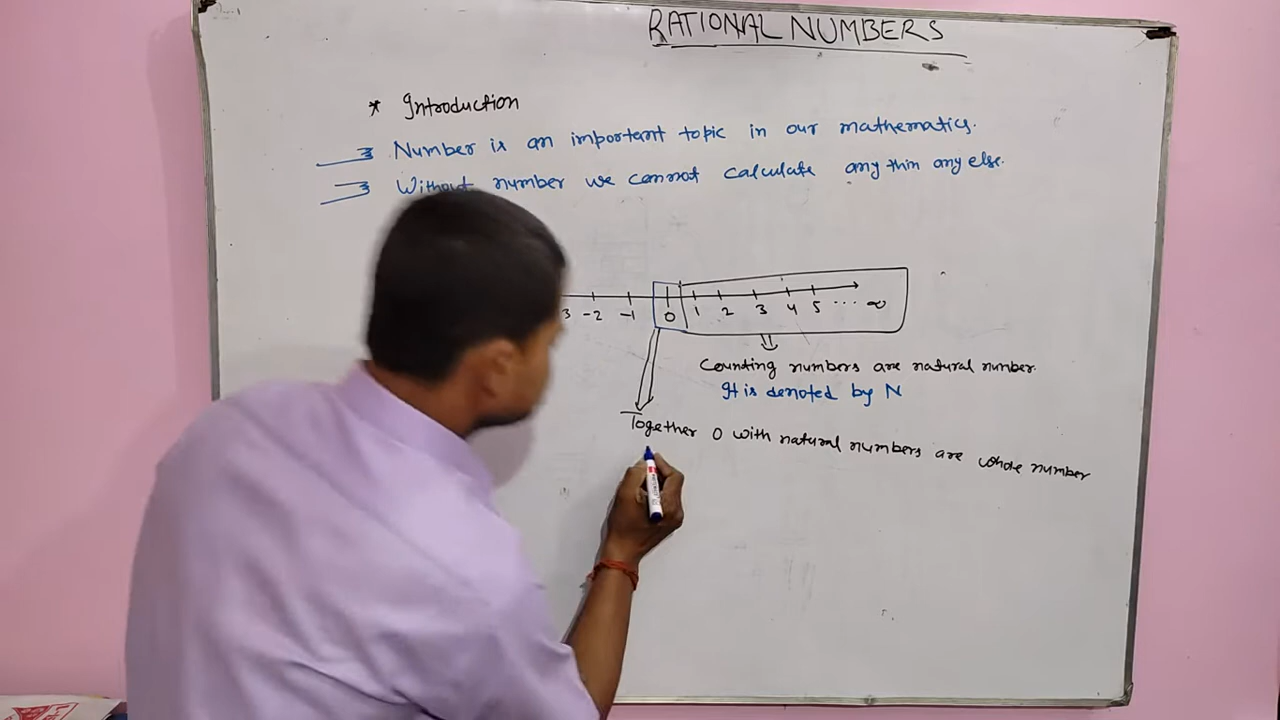 RATIONAL NUMBERS
* Introduction
Number is an important topic in our mathematics.
Without number we cannot calculate any thin any else.
3 -2 -1 0 1 2 3 4 5 ... ∞
Counting numbers are natural number.
It is denoted by N
Together 0 with natural numbers are whole number